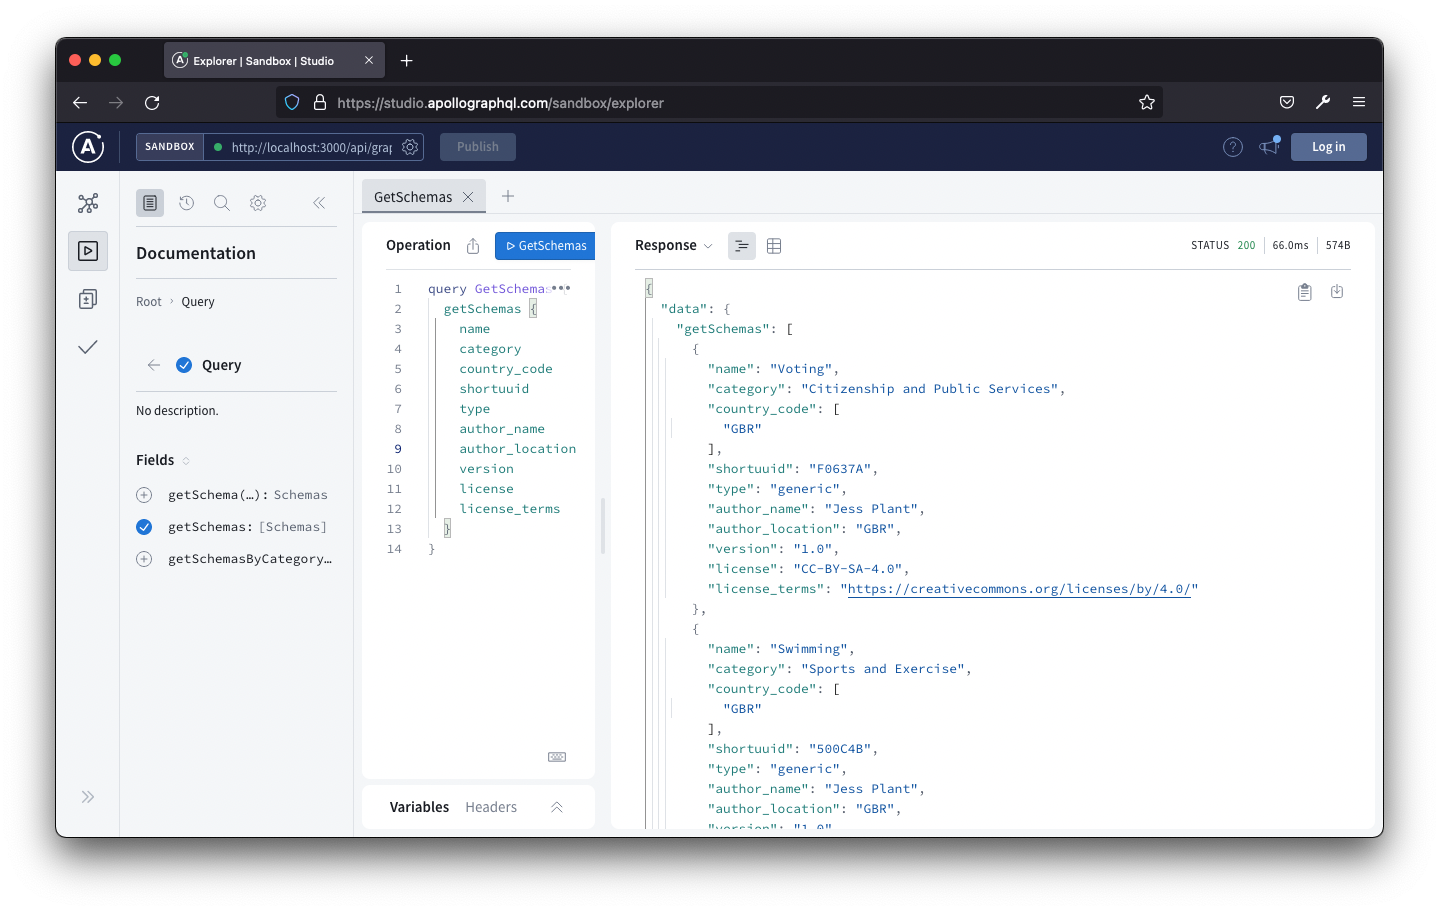 Explorer | Sandbox | Studio
https://studio.apollographql.com/sandbox/explorer
SANDBOX
http://localhost:3000/api/grap
Publish
Log in
Documentation
Root › Query
Query
No description.
Fields
getSchema(…): Schemas
getSchemas: [Schemas]
getSchemasByCategory…
GetSchemas
Operation
GetSchemas
1 query GetSchemas
2 getSchemas {
3 name
4 category
5 country_code
6 shortuuid
7 type
8 author_name
9 author_location
10 version
11 license
12 license_terms
13 }
14 }
Variables Headers
Response
STATUS 200 66.0ms 574B
{
"data": {
"getSchemas": [
{
"name": "Voting",
"category": "Citizenship and Public Services",
"country_code": [
"GBR"
],
"shortuuid": "F0637A",
"type": "generic",
"author_name": "Jess Plant",
"author_location": "GBR",
"version": "1.0",
"license": "CC-BY-SA-4.0",
"license_terms": "https://creativecommons.org/licenses/by/4.0/"
},
{
"name": "Swimming",
"category": "Sports and Exercise",
"country_code": [
"GBR"
],
"shortuuid": "500C4B",
"type": "generic",
"author_name": "Jess Plant",
"author_location": "GBR",
"version": "1.0"